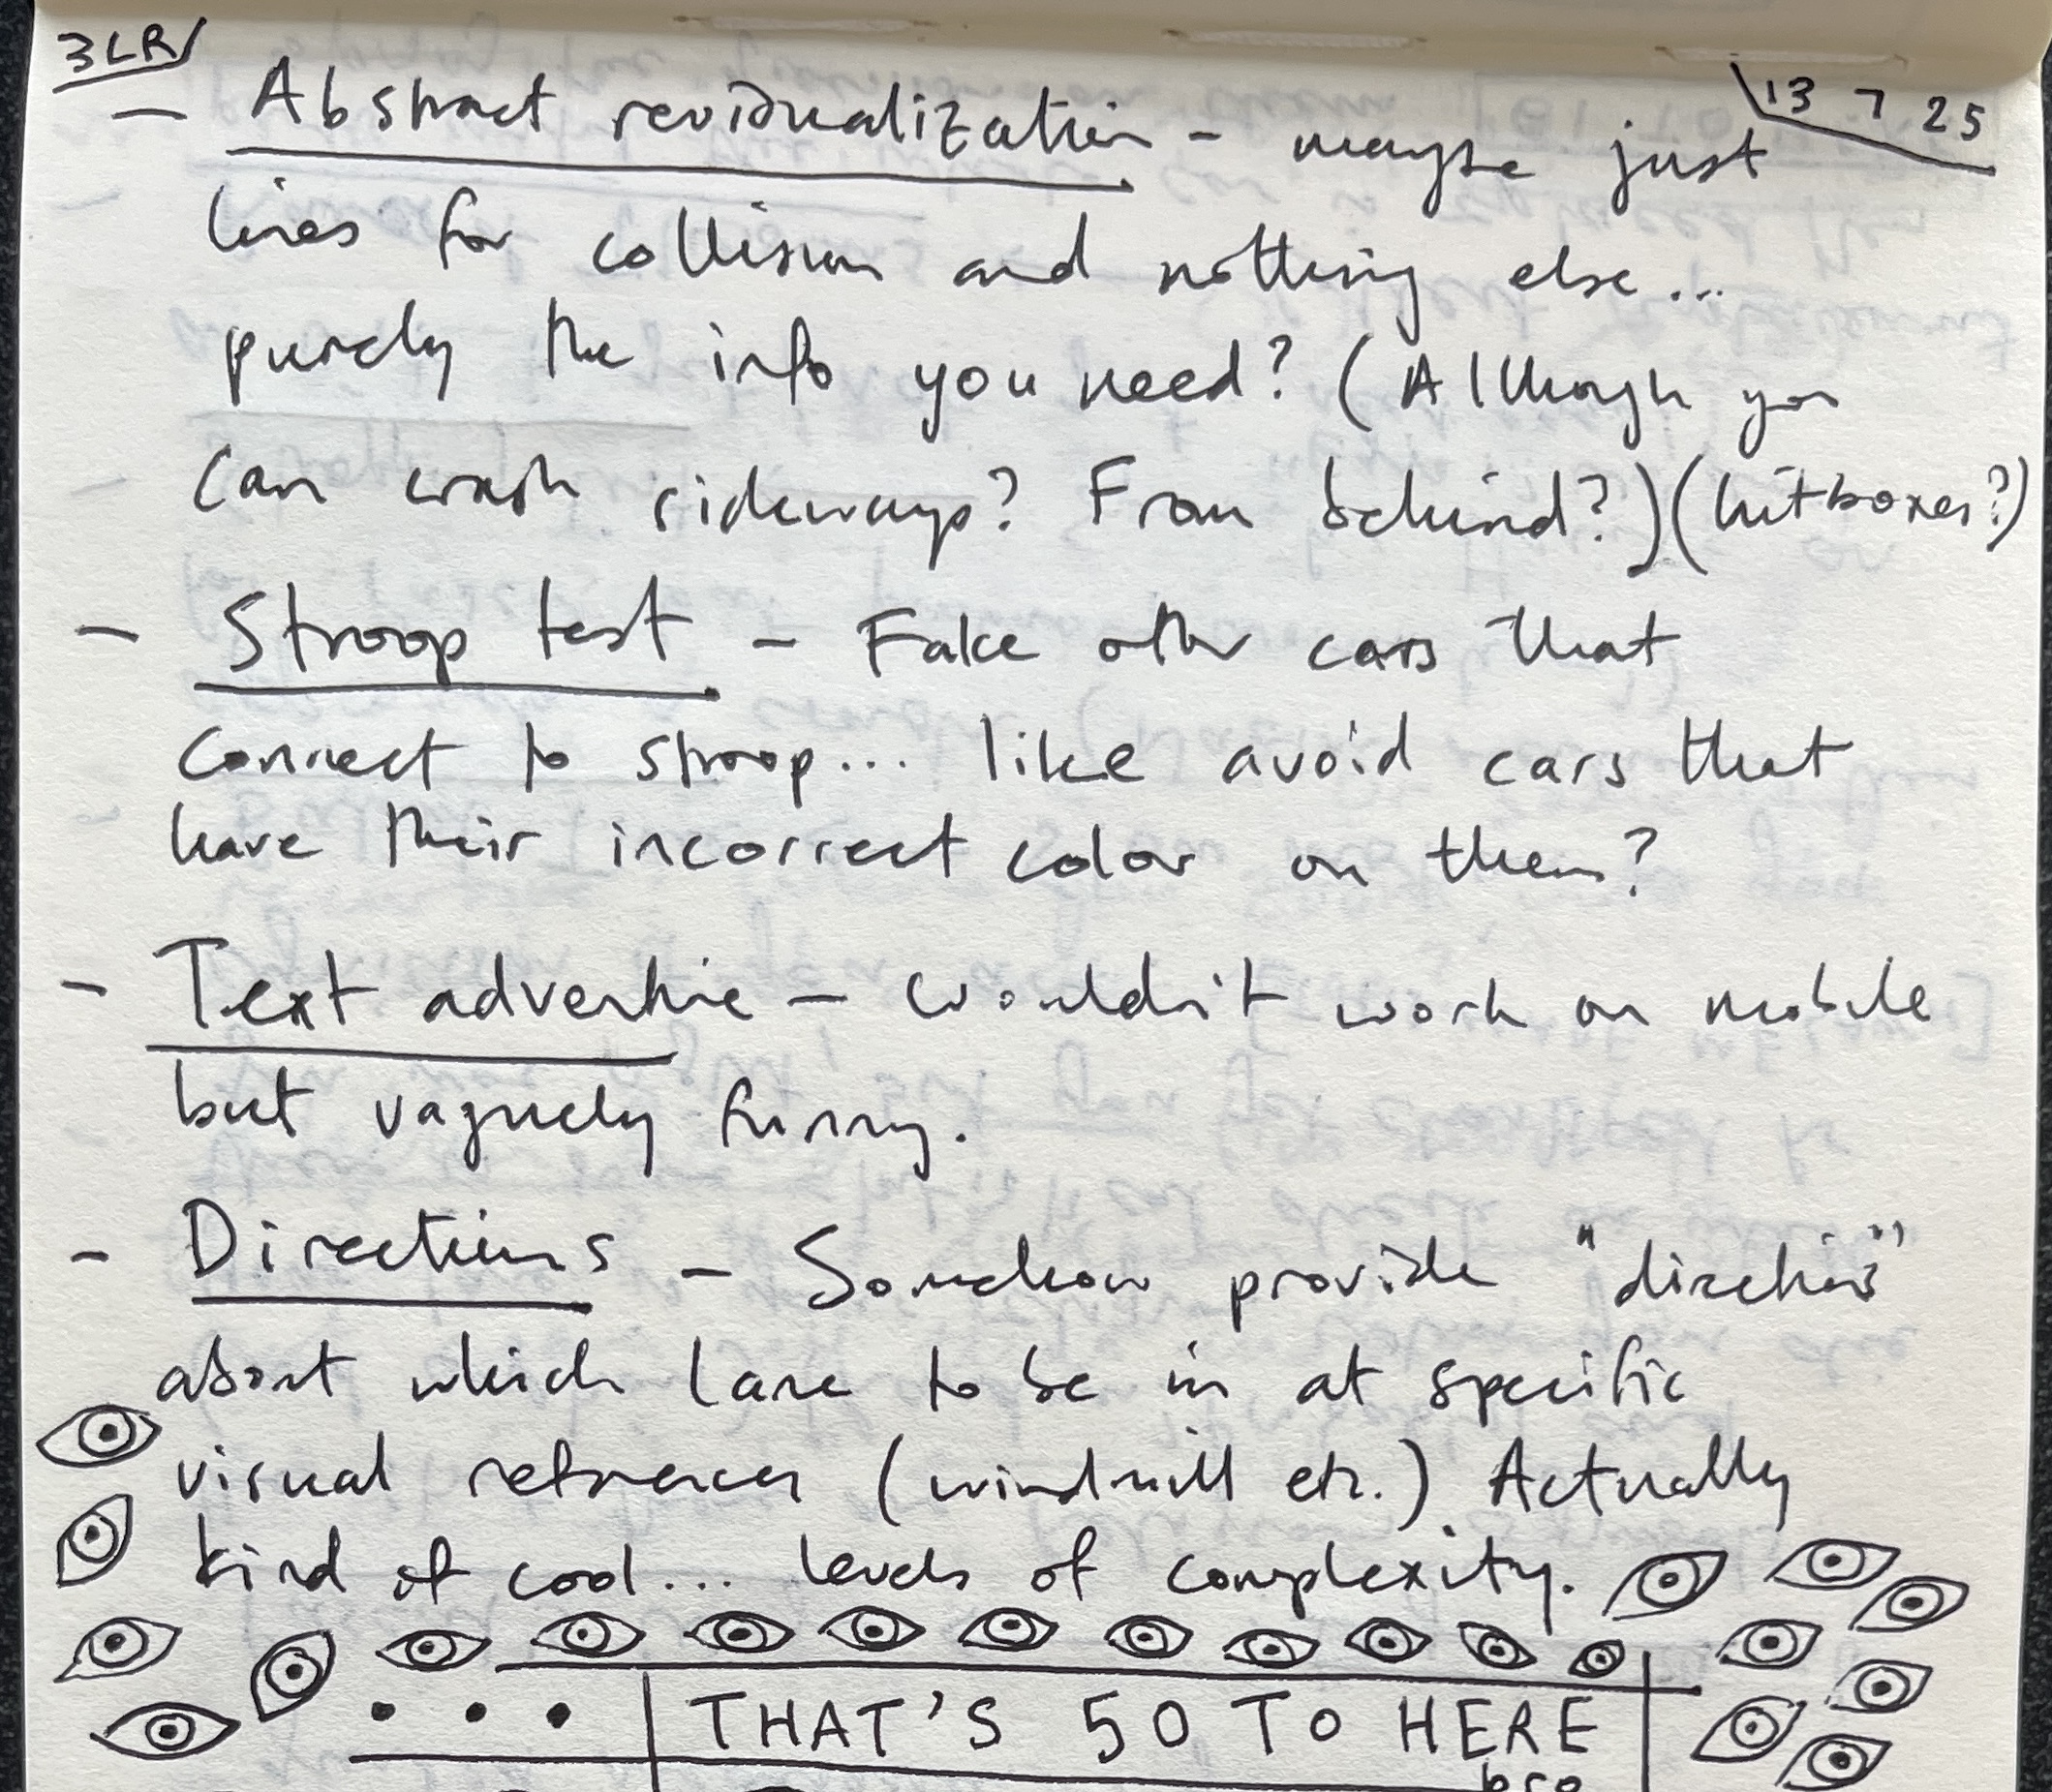 3LR
13 7 25
- Abstract revisualization - maybe just
lines for collision and nothing else...
purely the info you need? (Although you
can crash sideways? From behind?) (hitboxes?)
- Stroop test - Fake other cars that
connect to stroop... like avoid cars that
have their incorrect color on them?
- Text adventure - wouldn't work on mobile
but vaguely funny.
- Directions - Somehow provide "directions"
about which lane to be in at specific
visual references (windmill etc.) Actually
kind of cool... levels of complexity.
... THAT'S 50 TO HERE
bro